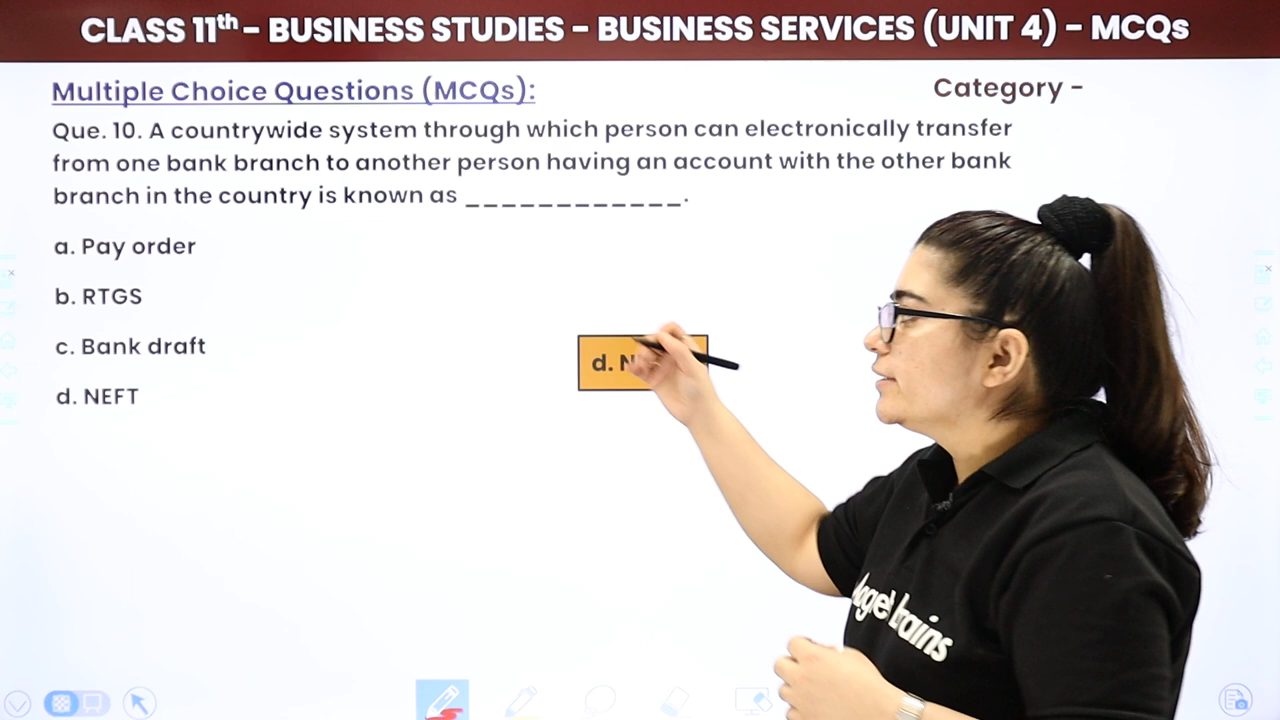 CLASS 11th - BUSINESS STUDIES - BUSINESS SERVICES (UNIT 4) - MCQs
Multiple Choice Questions (MCQs):
Category -
Que. 10. A countrywide system through which person can electronically transfer
from one bank branch to another person having an account with the other bank
branch in the country is known as ____________.
a. Pay order
b. RTGS
c. Bank draft
d. NEFT
d. N
brains